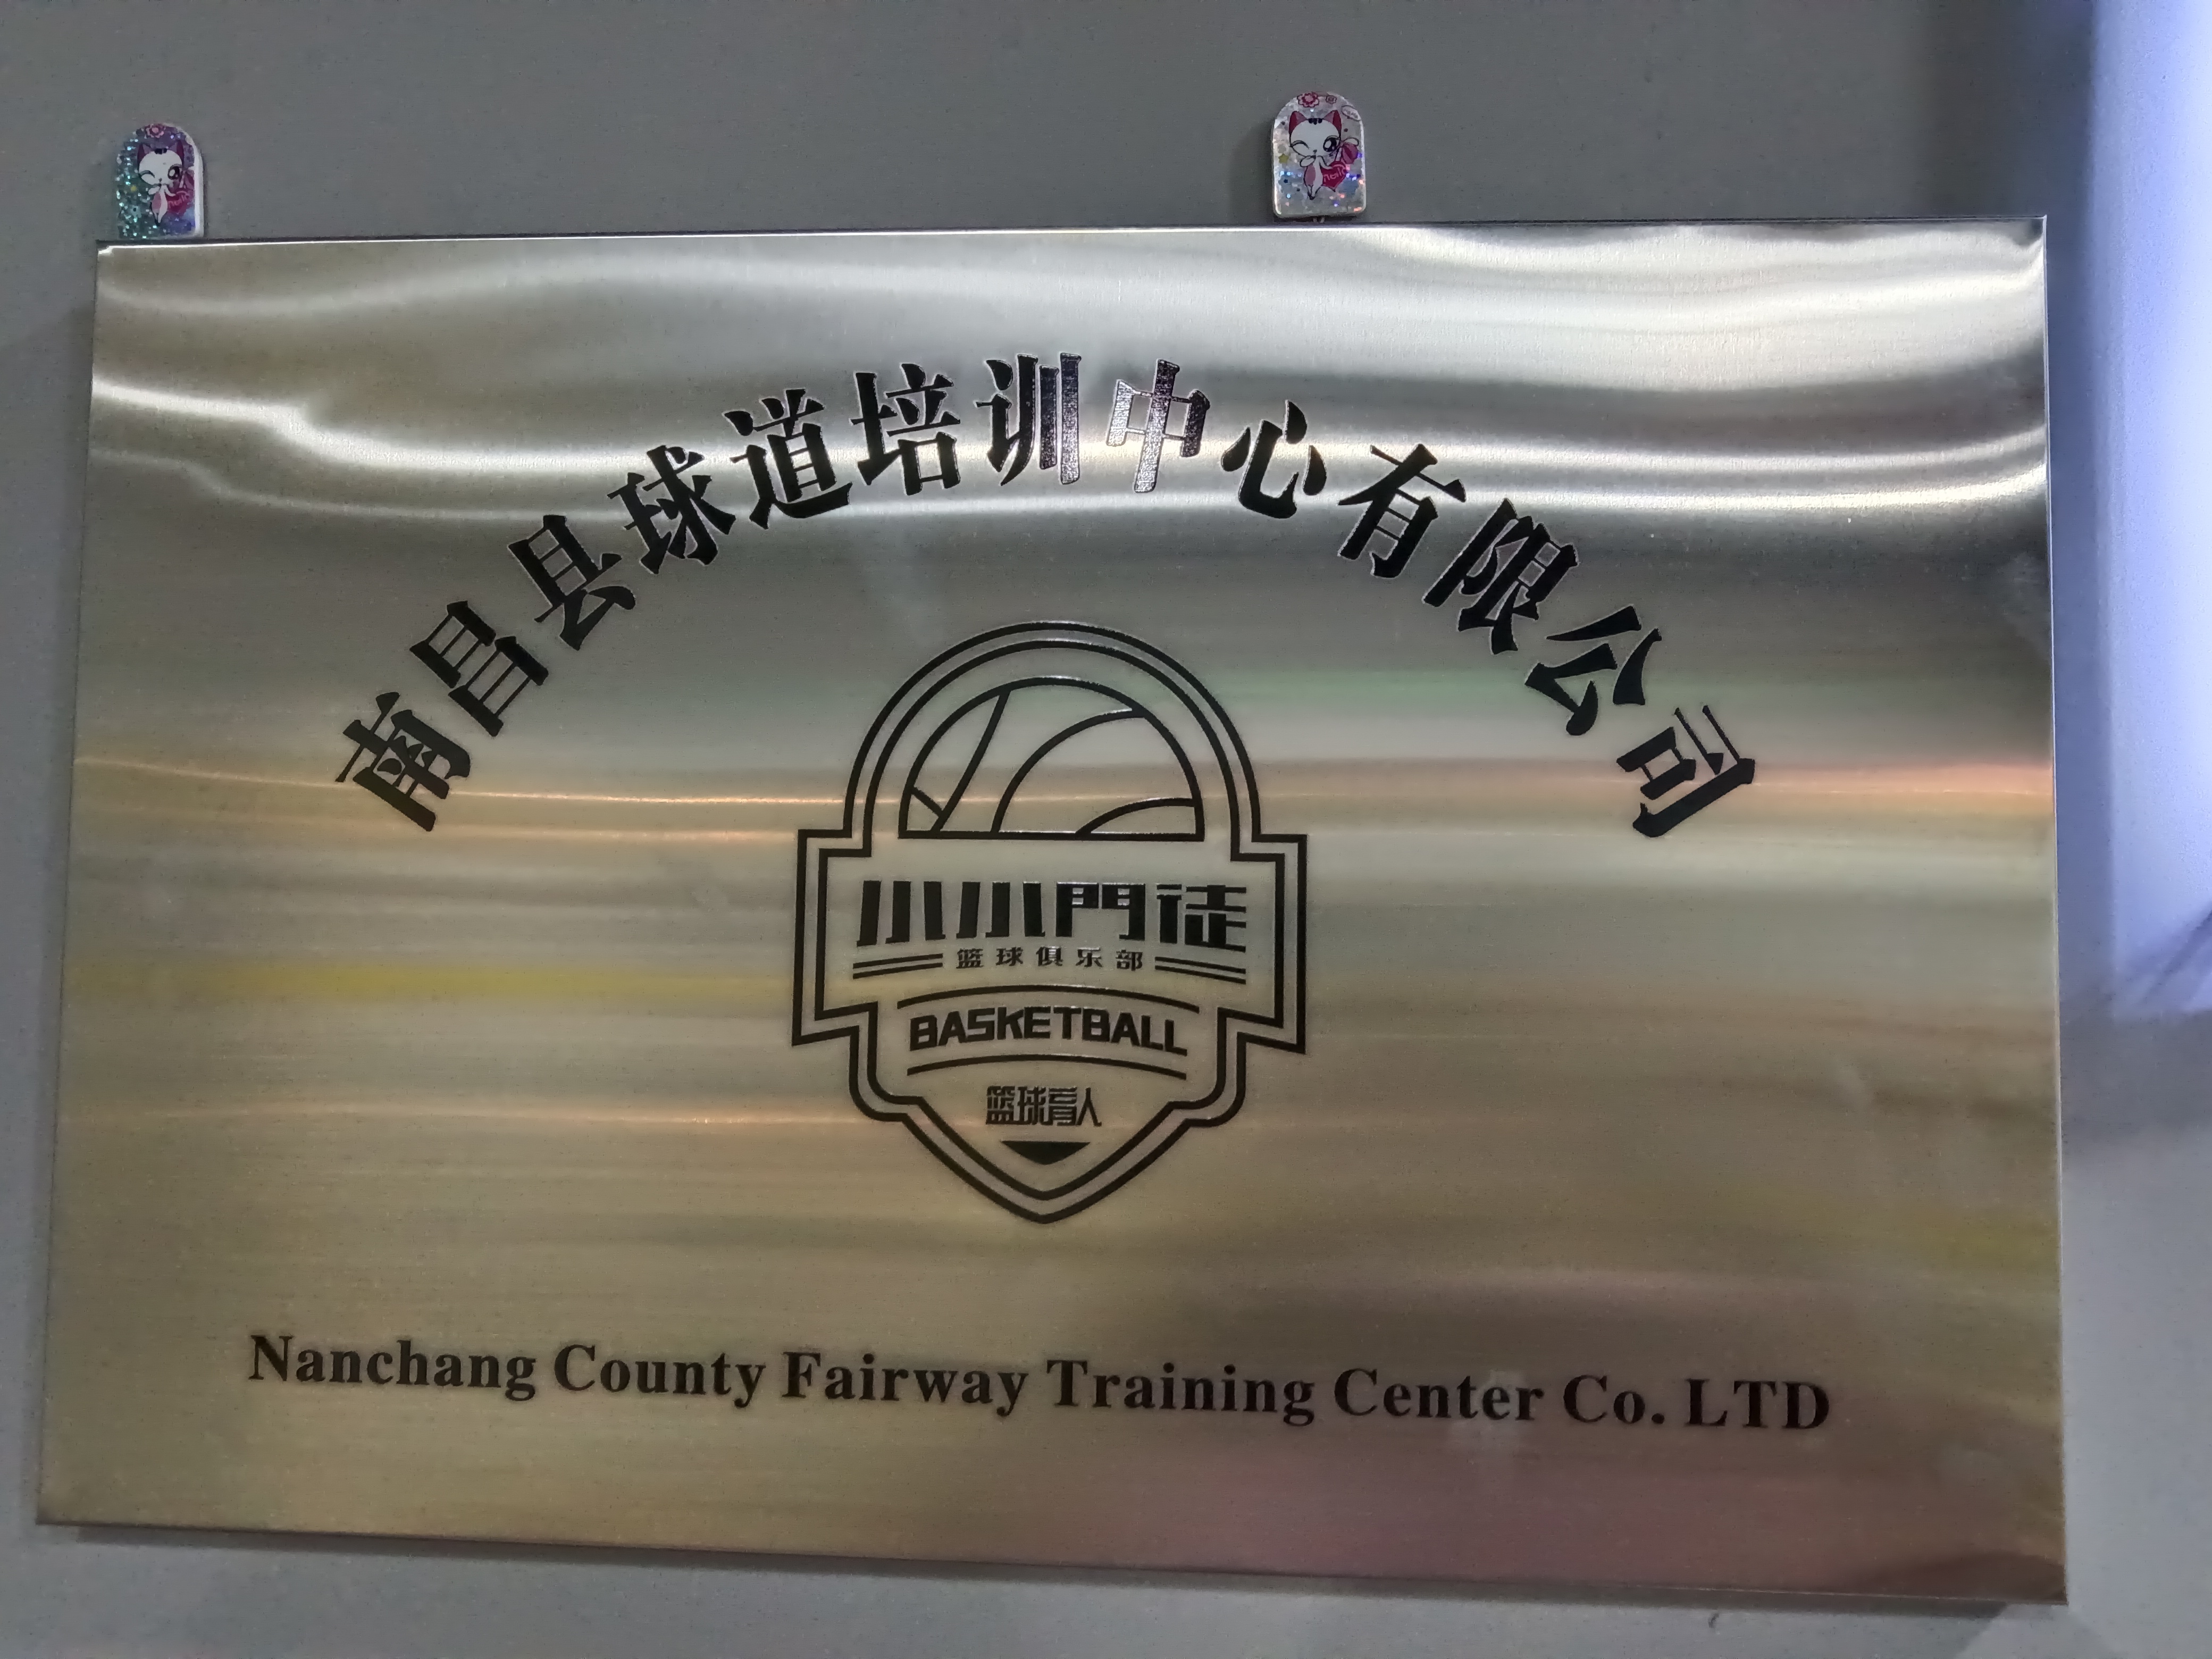 南昌县球道培训中心有限公司
小小門徒
篮球俱乐部
BASKETBALL
篮球育人
Nanchang County Fairway Training Center Co. LTD